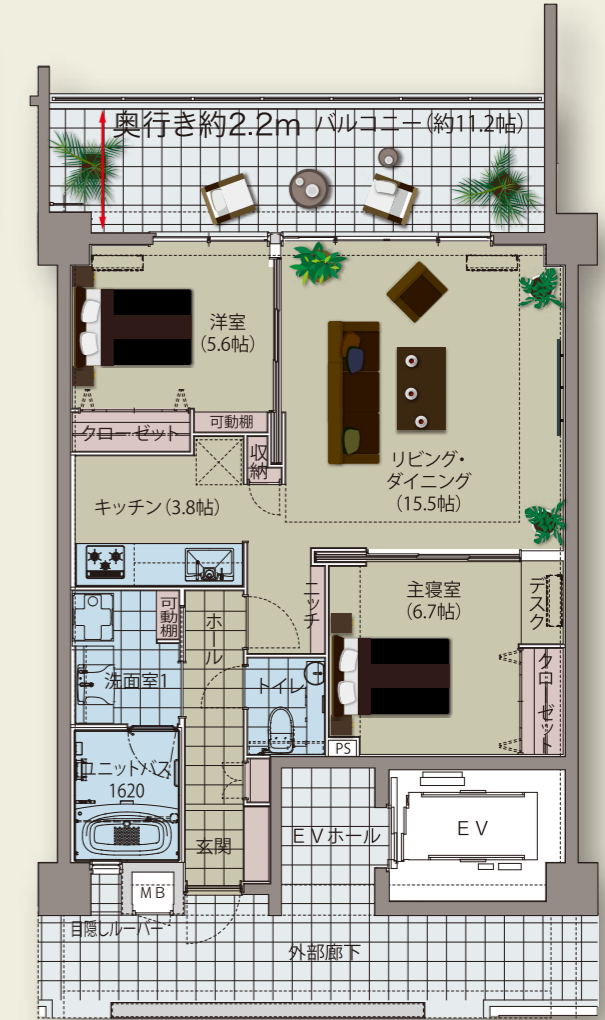 奥行き約2.2m
バルコニー(約11.2帖)
洋室
(5.6帖)
クローゼット
可動棚
収納
リビング・
ダイニング
(15.5帖)
キッチン(3.8帖)
ニッチ
主寝室
(6.7帖)
デスク
クローゼット
可動棚
ホール
洗面室1
トイレ
PS
ユニットバス
1620
玄関
EVホール
EV
MB
目隠しルーバー
外部廊下